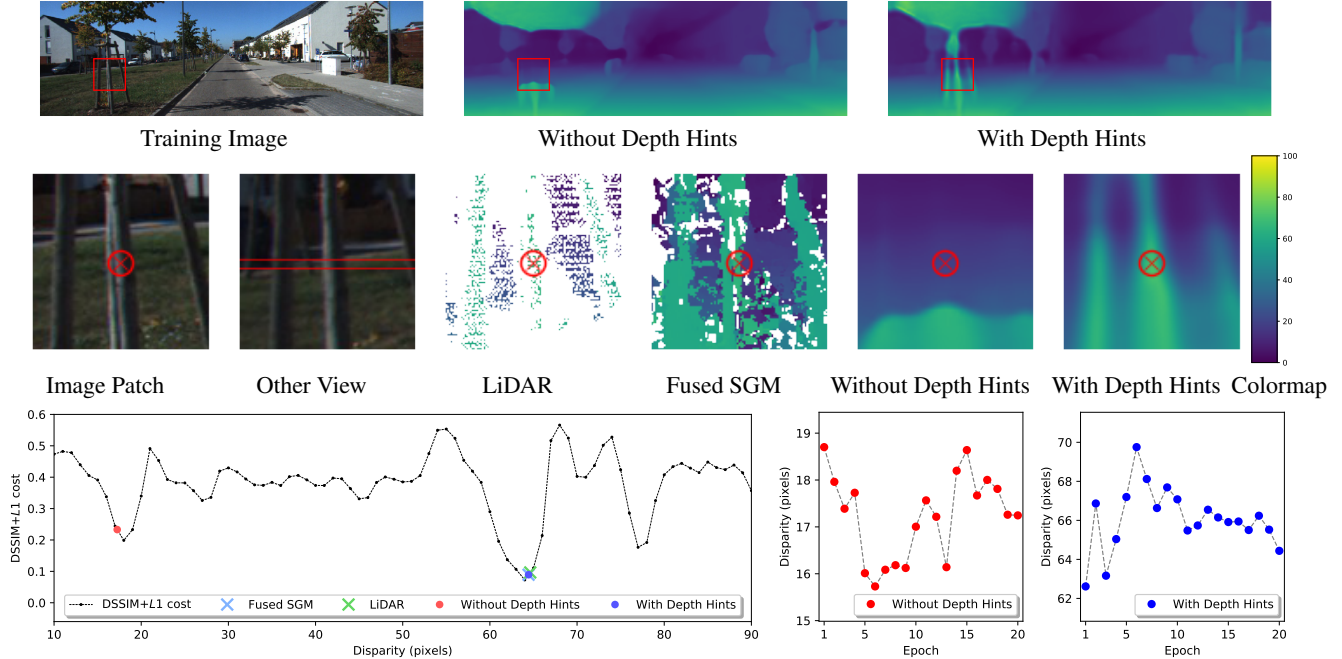 Training Image
Without Depth Hints
With Depth Hints
100
80
60
40
20
0
Image Patch
Other View
LiDAR
Fused SGM
Without Depth Hints
With Depth Hints
Colormap
0.6
0.5
0.4
0.3
0.2
0.1
0.0
DSSIM+L1 cost
DSSIM+L1 cost
Fused SGM
LiDAR
Without Depth Hints
With Depth Hints
10 20 30 40 50 60 70 80 90
Disparity (pixels)
19
18
17
16
15
Disparity (pixels)
Without Depth Hints
1 5 10 15 20
Epoch
70
68
66
64
62
Disparity (pixels)
With Depth Hints
1 5 10 15 20
Epoch